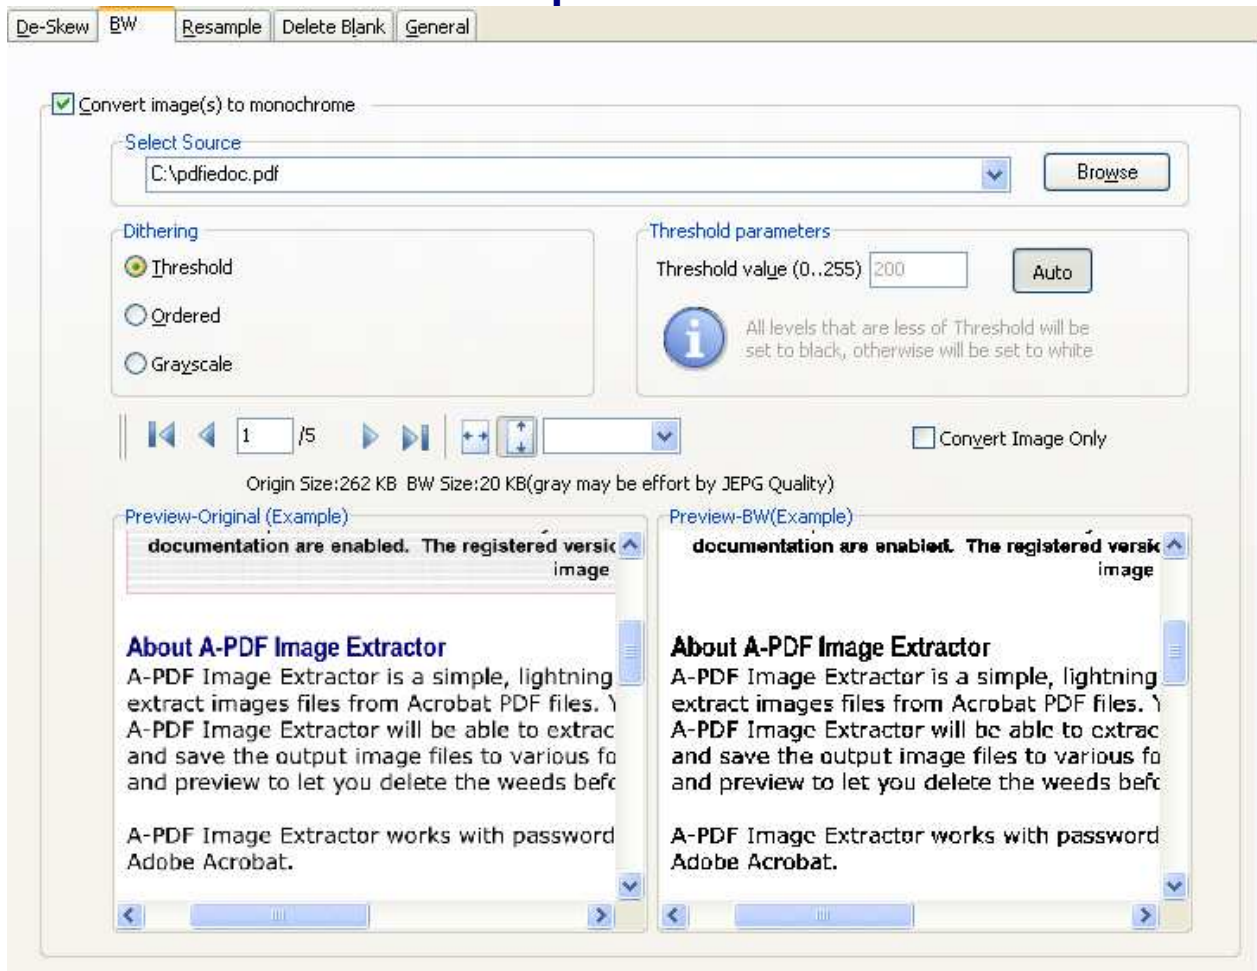 De-Skew BW Resample Delete Blank General
Convert image(s) to monochrome
Select Source
C:\pdfiedoc.pdf Browse
Dithering
Threshold
Ordered
Grayscale
Threshold parameters
Threshold value (0..255) 200 Auto
All levels that are less of Threshold will be
set to black, otherwise will be set to white
1 /5 Convert Image Only
Origin Size:262 KB BW Size:20 KB(gray may be effort by JEPG Quality)
Preview-Original (Example)
documentation are enabled. The registered versic
image
About A-PDF Image Extractor
A-PDF Image Extractor is a simple, lightning
extract images files from Acrobat PDF files.
A-PDF Image Extractor will be able to extrac
and save the output image files to various fo
and preview to let you delete the weeds befo
A-PDF Image Extractor works with password
Adobe Acrobat.
Preview-BW(Example)
documentation are enabled. The registered versic
image
About A-PDF Image Extractor
A-PDF Image Extractor is a simple, lightning
extract images files from Acrobat PDF files.
A-PDF Image Extractor will be able to extrac
and save the output image files to various fo
and preview to let you delete the weeds befo
A-PDF Image Extractor works with password
Adobe Acrobat.